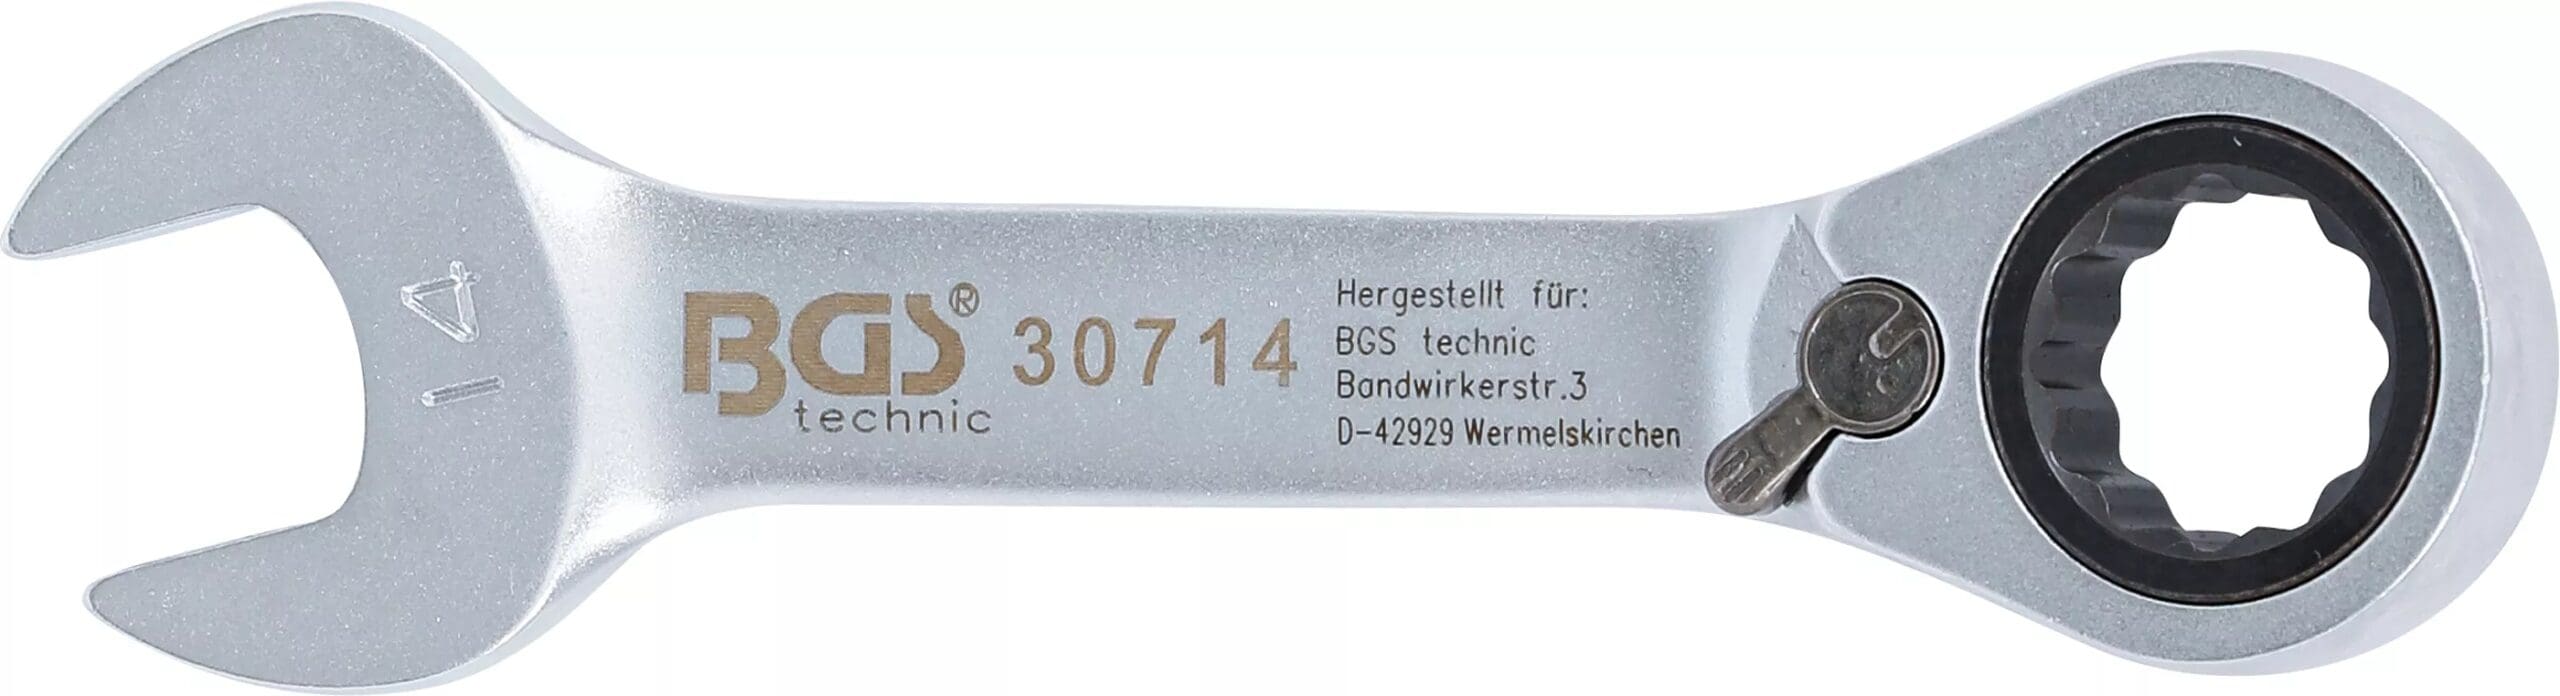 14
BGS® 30714
technic
Hergestellt für:
BGS technic
Bandwirkerstr.3
D-42929 Wermelskirchen